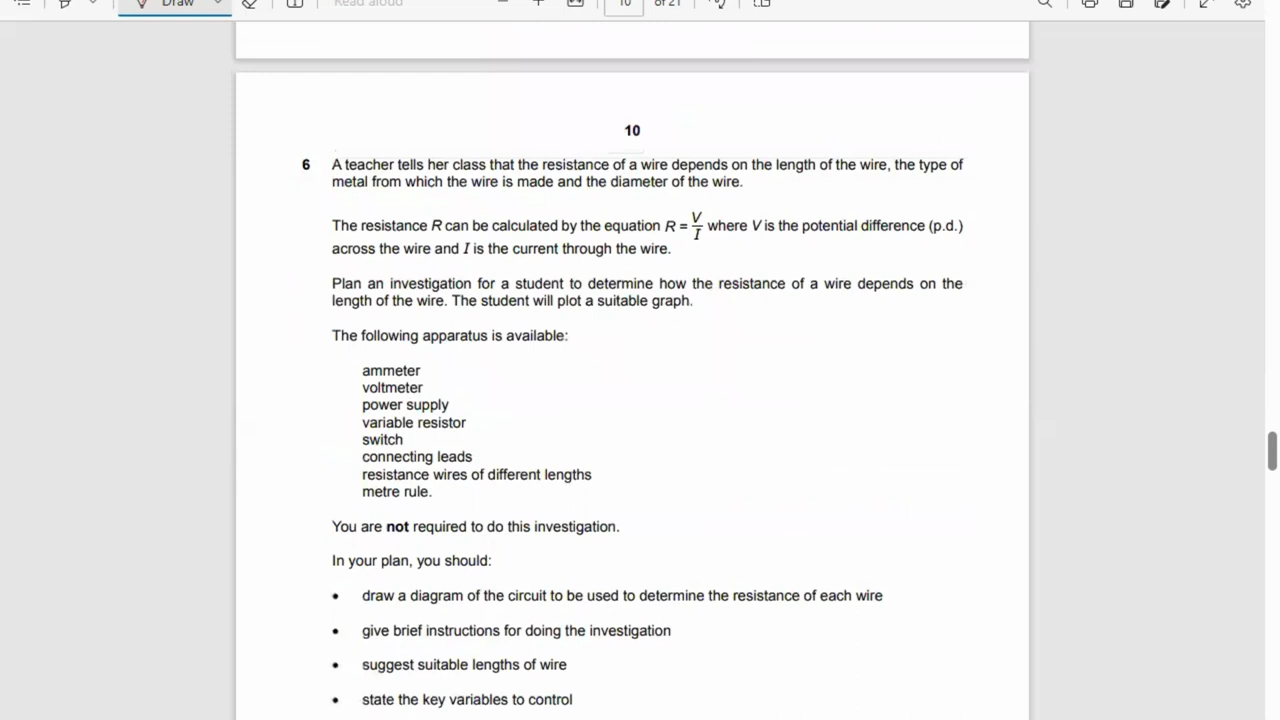 Draw
Read aloud
10
of 21
10
6 A teacher tells her class that the resistance of a wire depends on the length of the wire, the type of
metal from which the wire is made and the diameter of the wire.
The resistance R can be calculated by the equation R = V/I where V is the potential difference (p.d.)
across the wire and I is the current through the wire.
Plan an investigation for a student to determine how the resistance of a wire depends on the
length of the wire. The student will plot a suitable graph.
The following apparatus is available:
ammeter
voltmeter
power supply
variable resistor
switch
connecting leads
resistance wires of different lengths
metre rule.
You are not required to do this investigation.
In your plan, you should:
• draw a diagram of the circuit to be used to determine the resistance of each wire
• give brief instructions for doing the investigation
• suggest suitable lengths of wire
• state the key variables to control